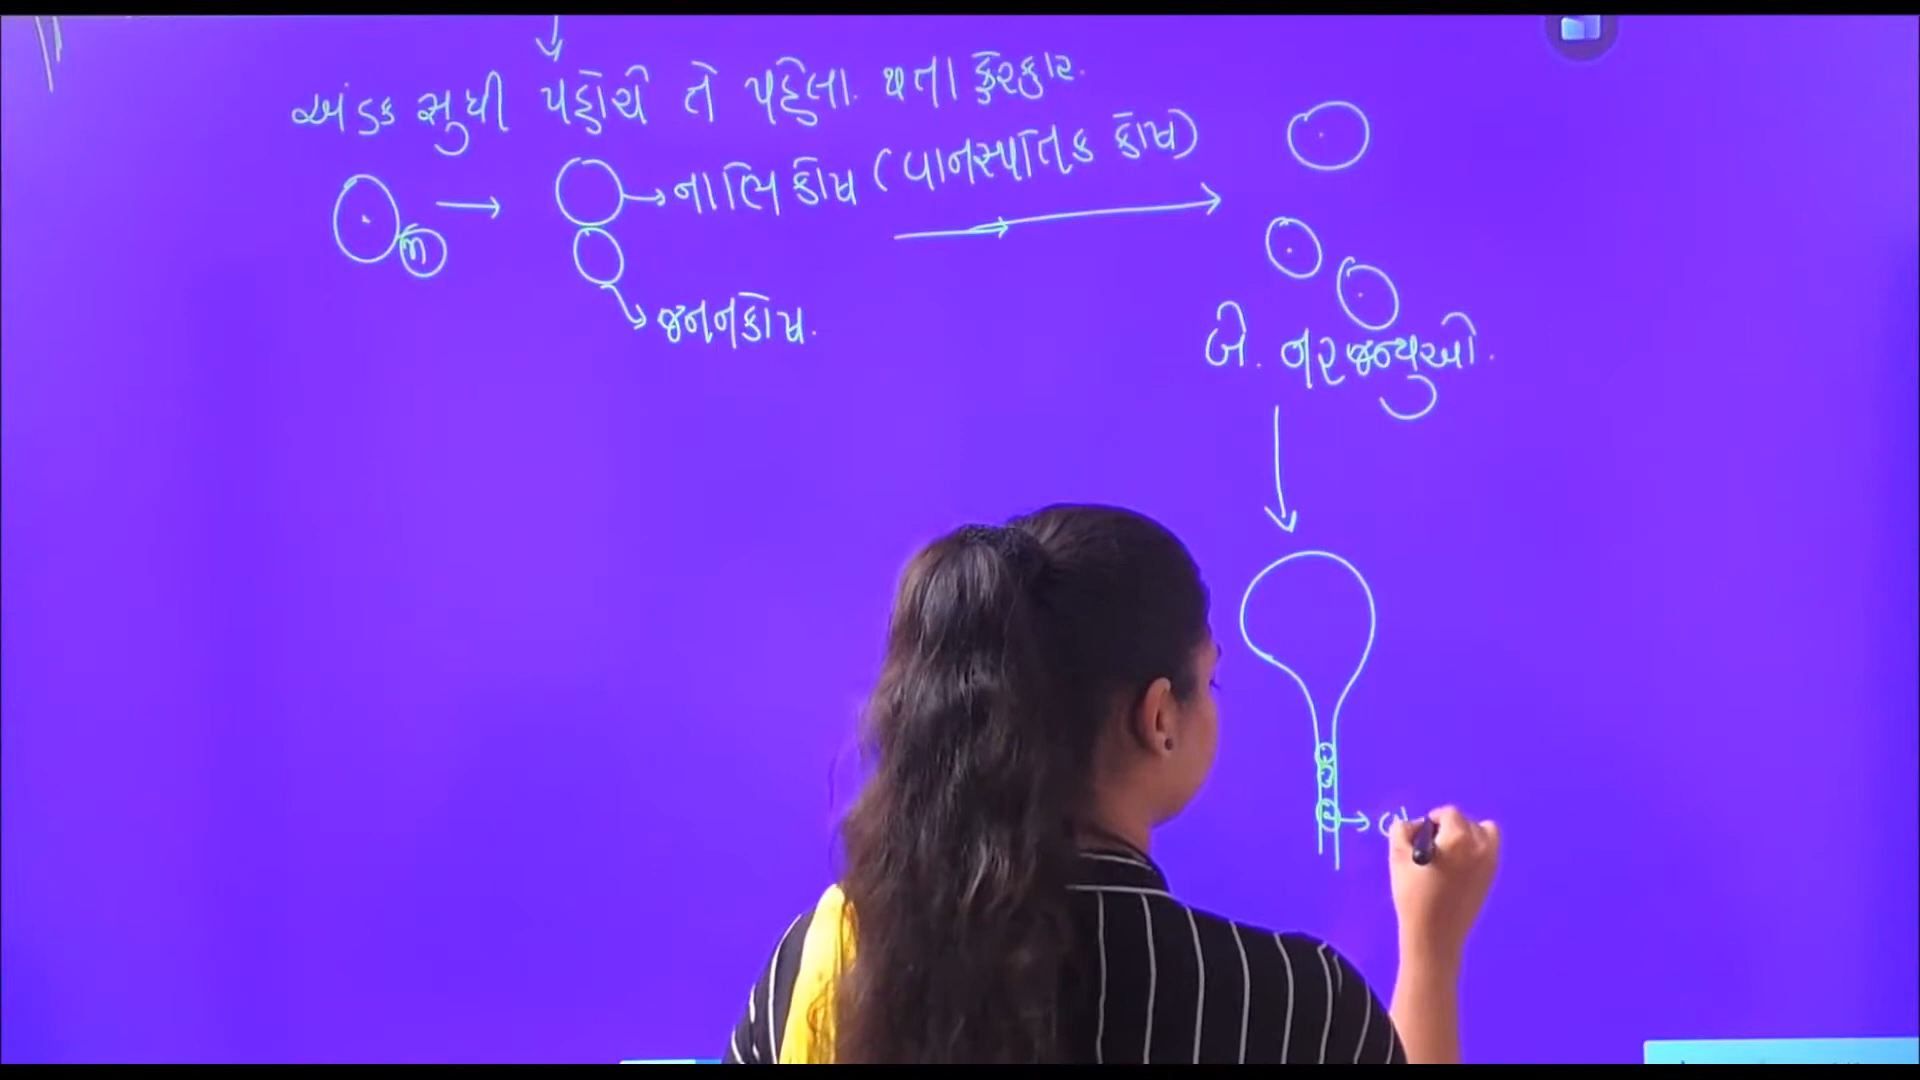 અંડક સુધી પહોંચે તે પહેલા. થતા ફેરફાર.
n
નાલિકોષ (વાનસ્પતિક કોષ)
જનનકોષ.
બે. નરજન્યુઓ.